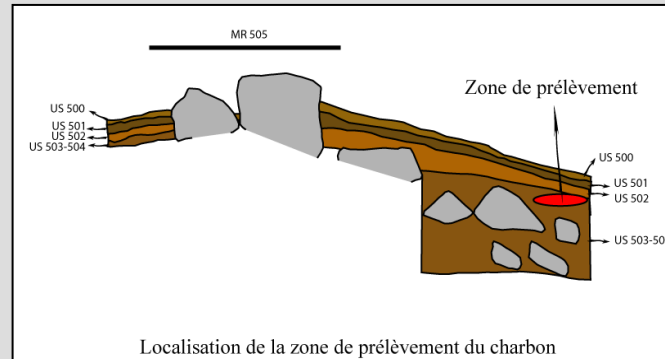 MR 505
Zone de prélèvement
US 500
US 501
US 502
US 503-504
US 500
US 501
US 502
US 503-50
Localisation de la zone de prélèvement du charbon